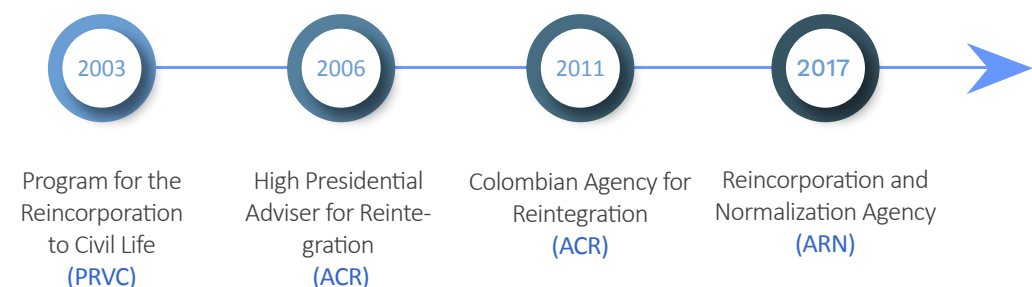 2003
2006
2011
2017
Program for the
Reincorporation
to Civil Life
(PRVC)
High Presidential
Adviser for Reinte-
gration
(ACR)
Colombian Agency for
Reintegration
(ACR)
Reincorporation and
Normalization Agency
(ARN)